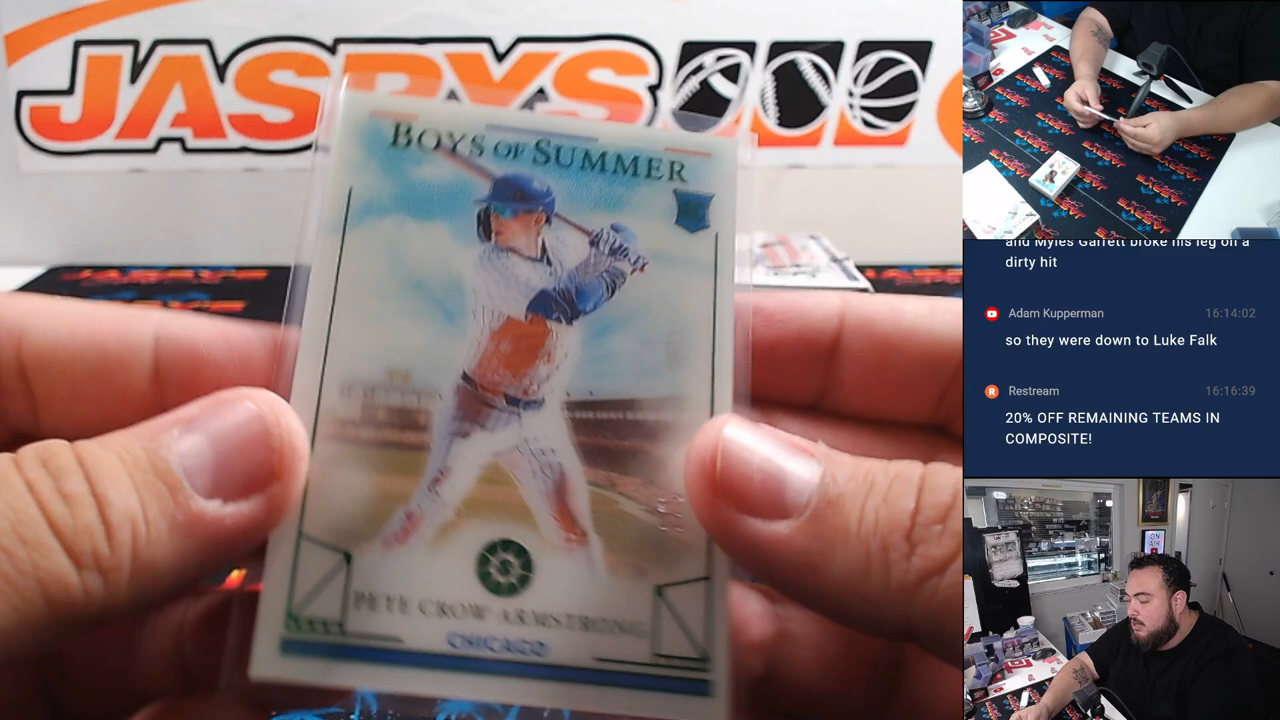 JASPYS
BOYS OF SUMMER
PETE CROW-ARMSTRONG
CHICAGO
and Myles Garrett broke his leg on a
dirty hit
Adam Kupperman 16:14:02
so they were down to Luke Falk
Restream 16:16:39
20% OFF REMAINING TEAMS IN
COMPOSITE!
ON
AIR